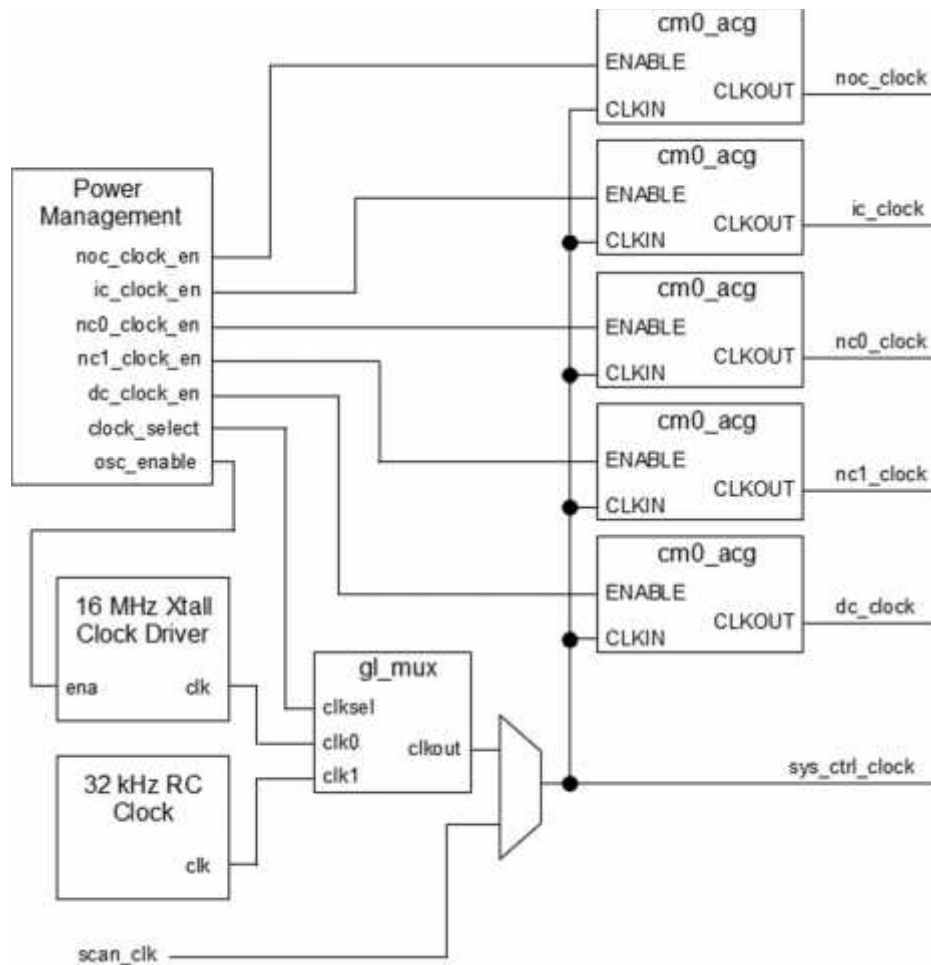 cm0_acg
ENABLE
CLKIN
CLKOUT
noc_clock
cm0_acg
ENABLE
CLKIN
CLKOUT
ic_clock
cm0_acg
ENABLE
CLKIN
CLKOUT
nc0_clock
cm0_acg
ENABLE
CLKIN
CLKOUT
nc1_clock
cm0_acg
ENABLE
CLKIN
CLKOUT
dc_clock
Power
Management
noc_clock_en
ic_clock_en
nc0_clock_en
nc1_clock_en
dc_clock_en
clock_select
osc_enable
16 MHz Xtall
Clock Driver
ena
clk
32 kHz RC
Clock
clk
gl_mux
clksel
clk0
clk1
clkout
sys_ctrl_clock
scan_clk